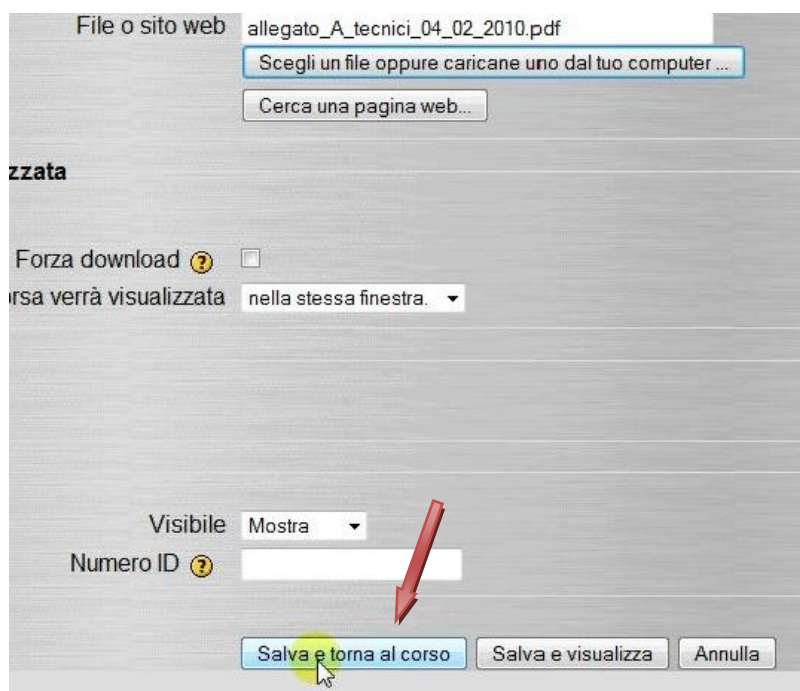 File o sito web allegato_A_tecnici_04_02_2010.pdf
Scegli un file oppure caricane uno dal tuo computer ...
Cerca una pagina web...
zzata
Forza download ?
orsa verrà visualizzata nella stessa finestra.
Visibile Mostra
Numero ID ?
Salva e torna al corso Salva e visualizza Annulla